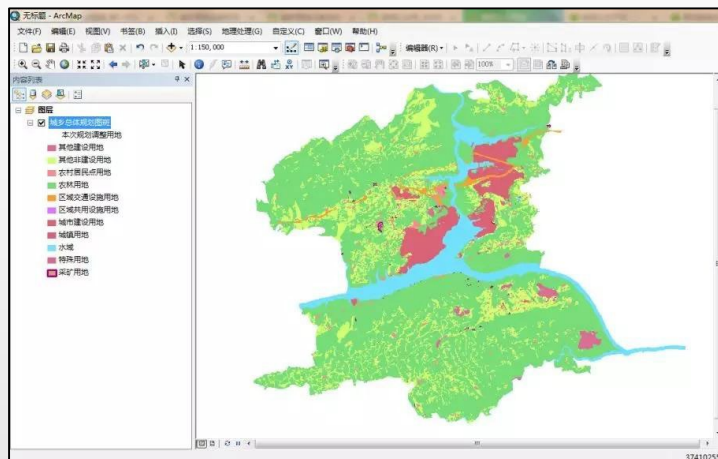 无标题 - ArcMap
文件(F) 编辑(E) 视图(V) 书签(B) 插入(I) 选择(S) 地理处理(G) 自定义(C) 窗口(W) 帮助(H)
1:150,000
编辑器(R)
100%
内容列表
图层
城乡总体规划图斑
本次规划调整用地
其他建设用地
其他非建设用地
农村居民点用地
农林用地
区域交通设施用地
区域公用设施用地
城市建设用地
城镇用地
水域
特殊用地
采矿用地